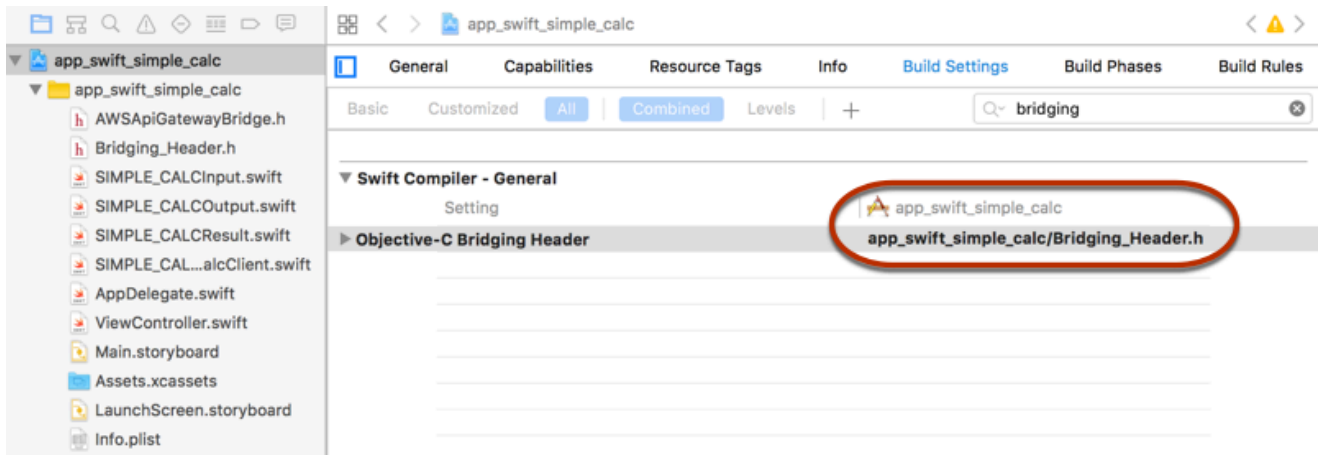 app_swift_simple_calc
General Capabilities Resource Tags Info Build Settings Build Phases Build Rules
Basic Customized All Combined Levels + bridging
Swift Compiler - General
Setting app_swift_simple_calc
Objective-C Bridging Header app_swift_simple_calc/Bridging_Header.h
app_swift_simple_calc
app_swift_simple_calc
h AWSApiGatewayBridge.h
h Bridging_Header.h
SIMPLE_CALCInput.swift
SIMPLE_CALCOutput.swift
SIMPLE_CALCResult.swift
SIMPLE_CAL...alcClient.swift
AppDelegate.swift
ViewController.swift
Main.storyboard
Assets.xcassets
LaunchScreen.storyboard
Info.plist